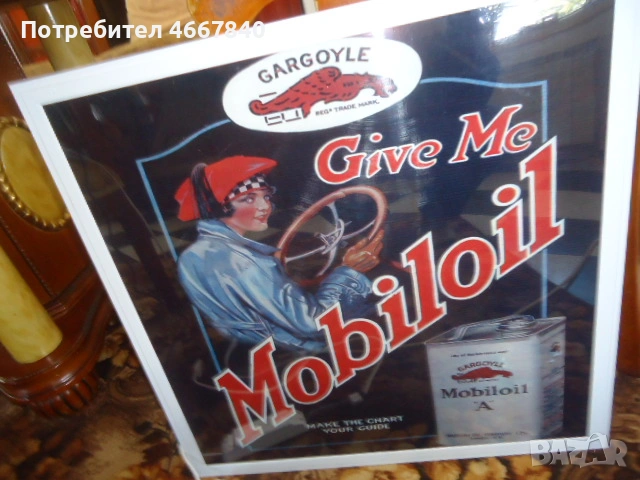 Потребител 4667840
GARGOYLE
REG^D TRADE MARK.
Give Me
Mobiloil
MAKE THE CHART
YOUR GUIDE
GARGOYLE
Mobiloil
"A"
BAZAR